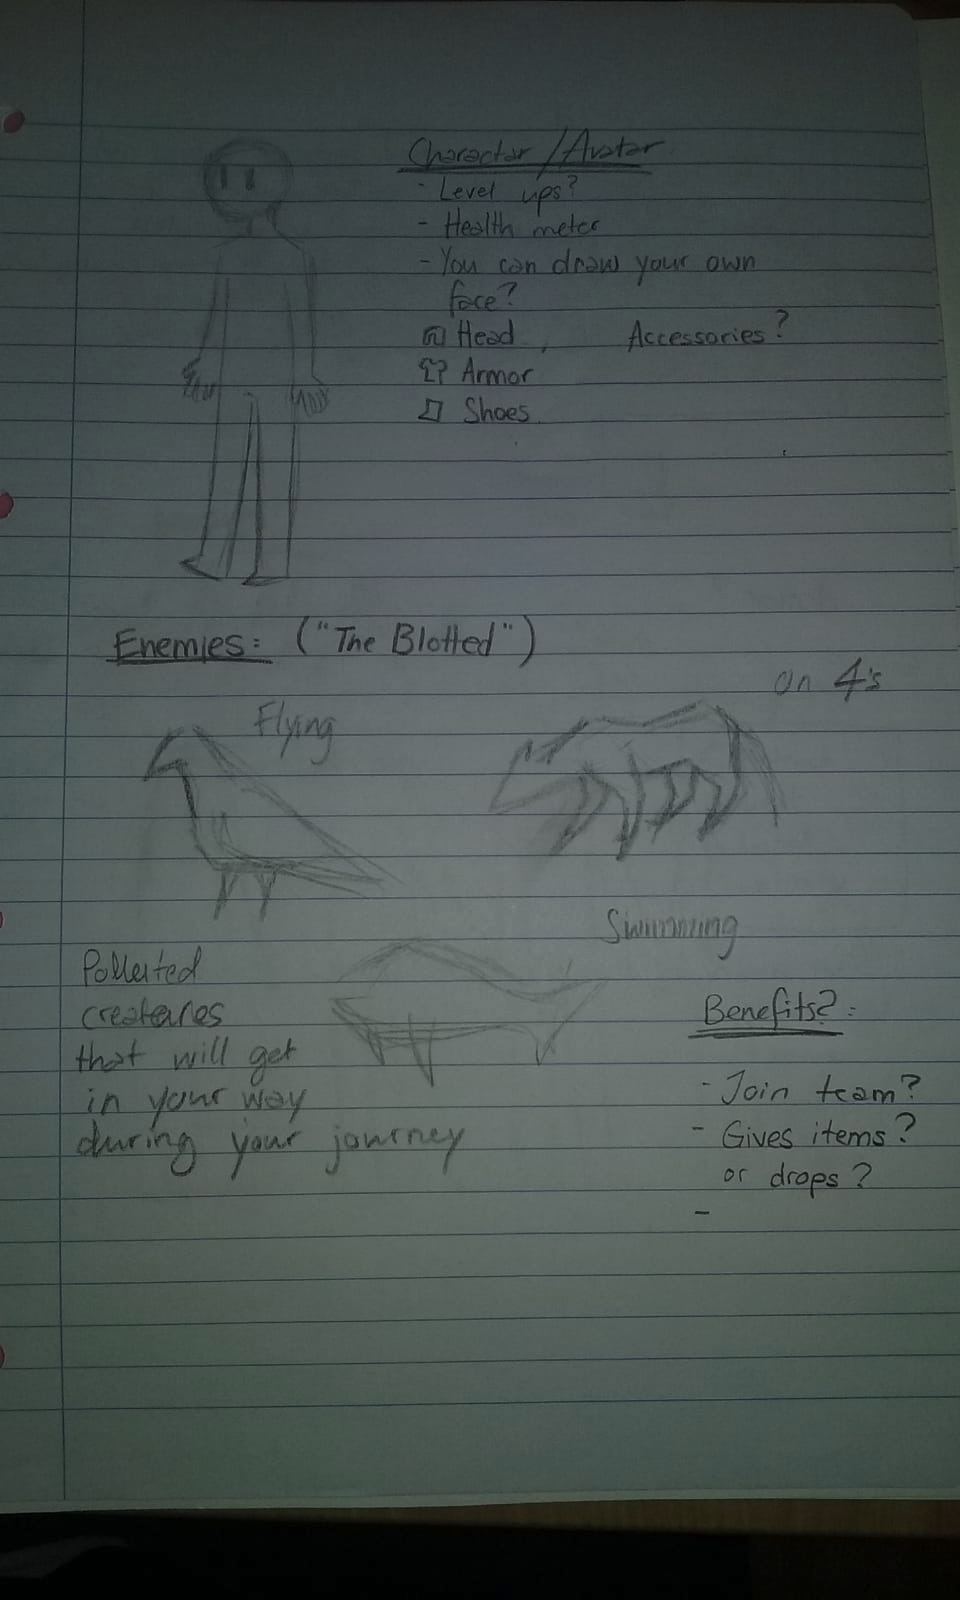 Charactor / Avatar
- Level ups?
- Health meter
- You can draw your own
face?
Head, Accessories?
Armor
Shoes
Enemies: ("The Blotted")
on 4's
Flying
Swimming
Polluted
creatures
that will get
in your way
during your journey
Benefits?:
- Join team?
- Gives items?
or drops?
-